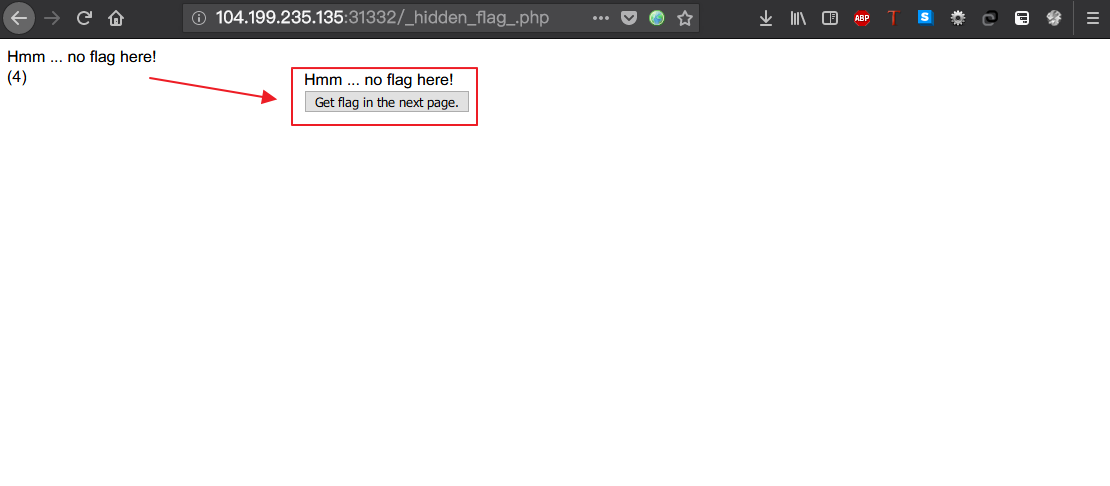 104.199.235.135:31332/_hidden_flag_.php
ABP
T
S
Hmm ... no flag here!
(4)
Hmm ... no flag here!
Get flag in the next page.